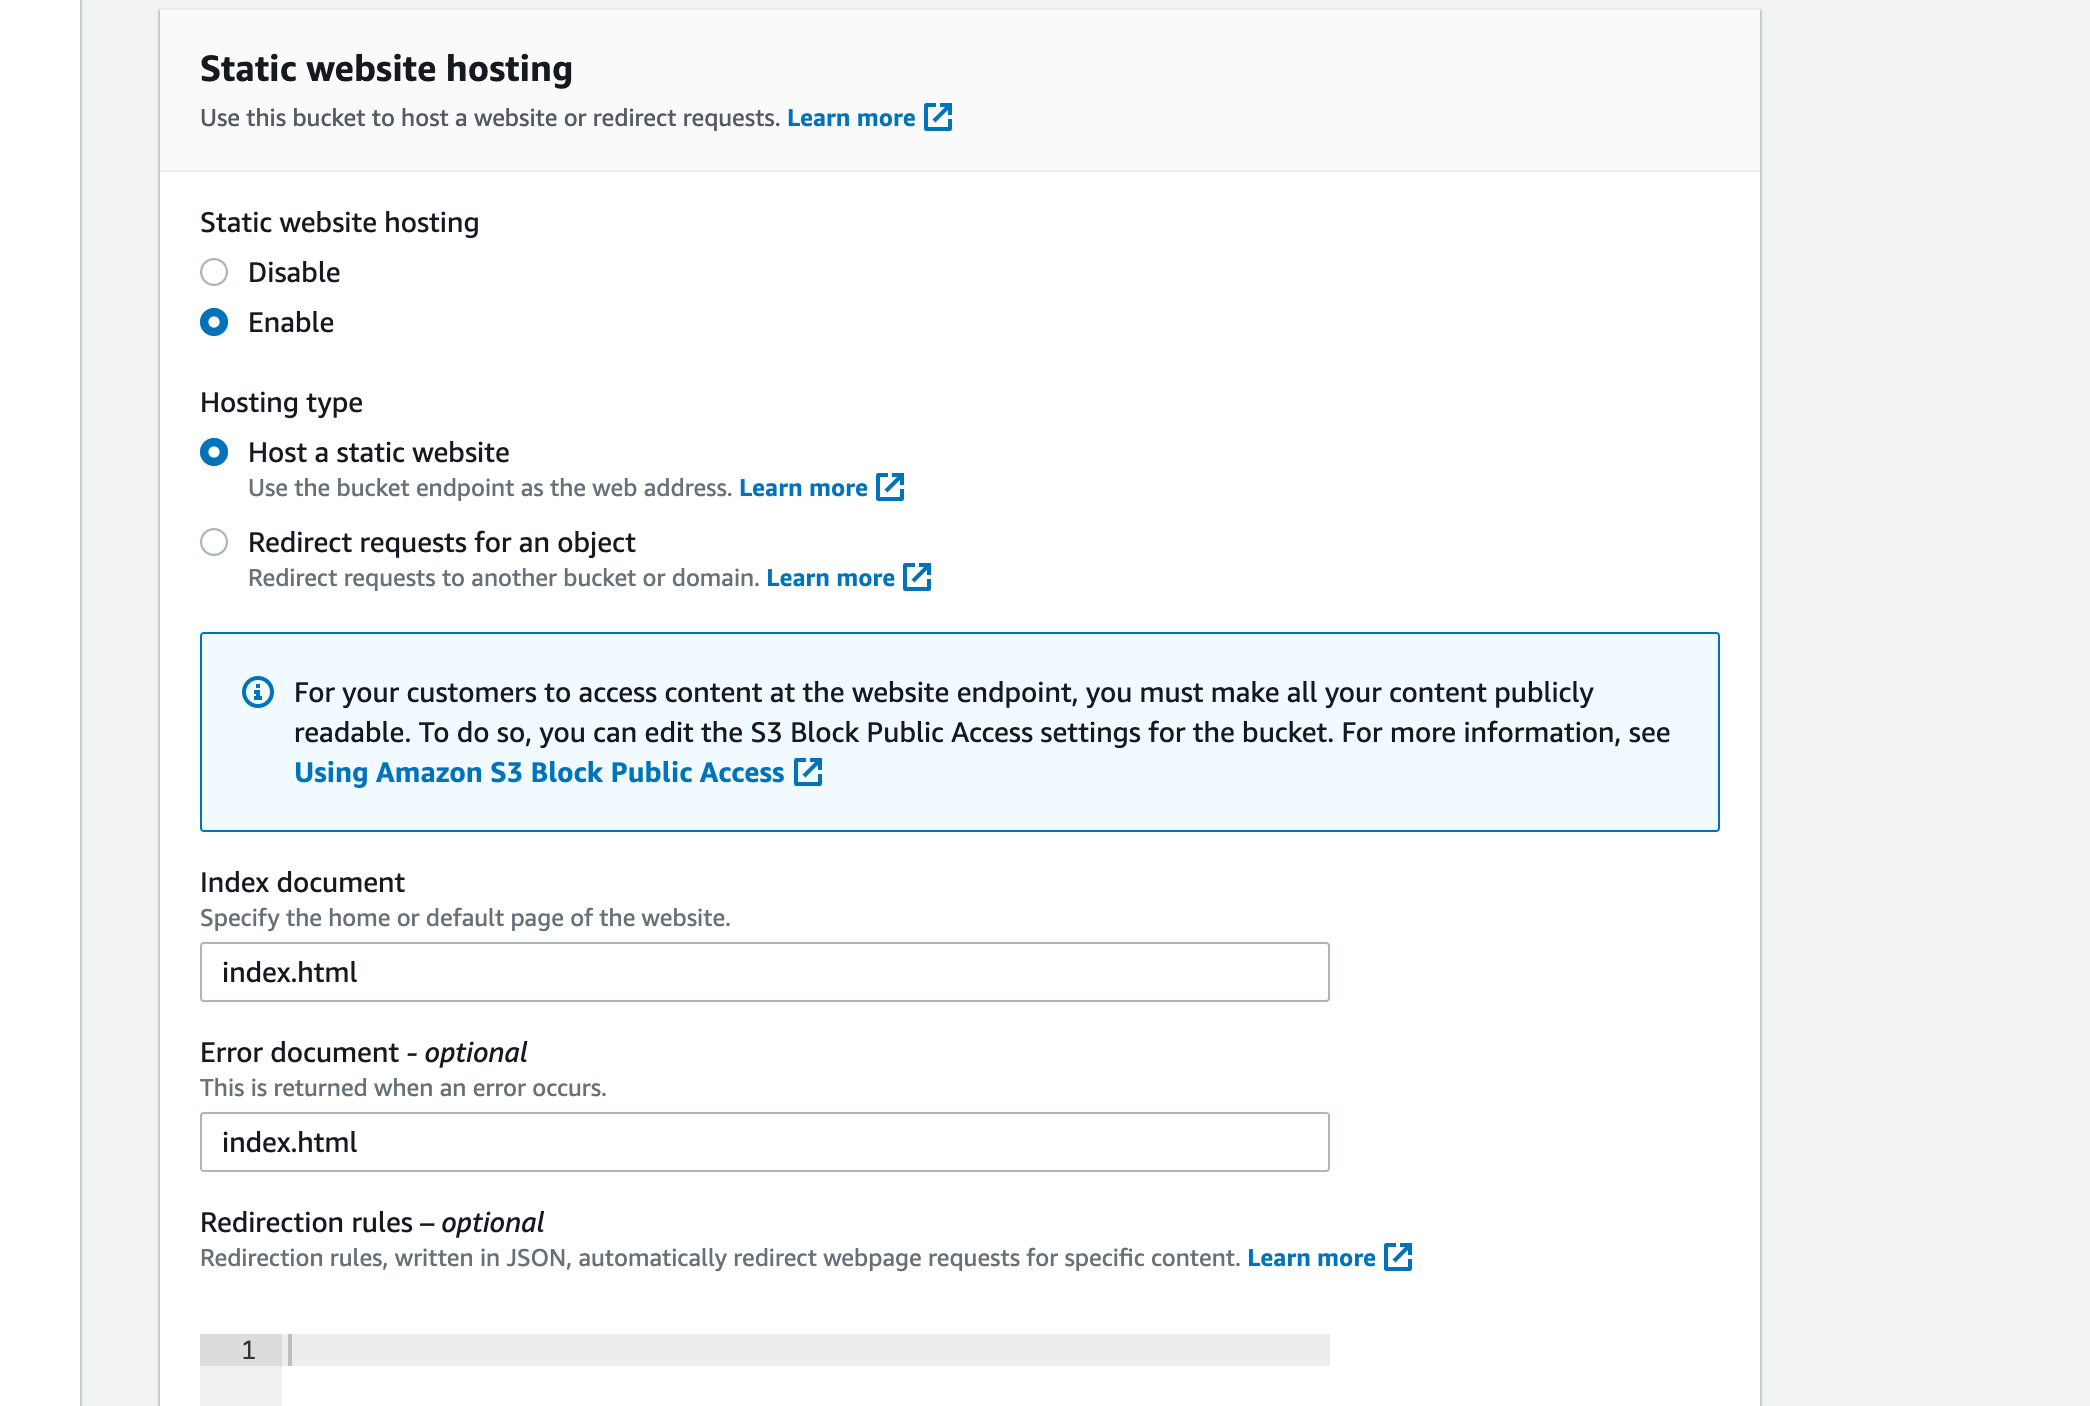 Static website hosting
Use this bucket to host a website or redirect requests. Learn more
Static website hosting
Disable
Enable
Hosting type
Host a static website
Use the bucket endpoint as the web address. Learn more
Redirect requests for an object
Redirect requests to another bucket or domain. Learn more
For your customers to access content at the website endpoint, you must make all your content publicly
readable. To do so, you can edit the S3 Block Public Access settings for the bucket. For more information, see
Using Amazon S3 Block Public Access
Index document
Specify the home or default page of the website.
index.html
Error document - optional
This is returned when an error occurs.
index.html
Redirection rules – optional
Redirection rules, written in JSON, automatically redirect webpage requests for specific content. Learn more
1